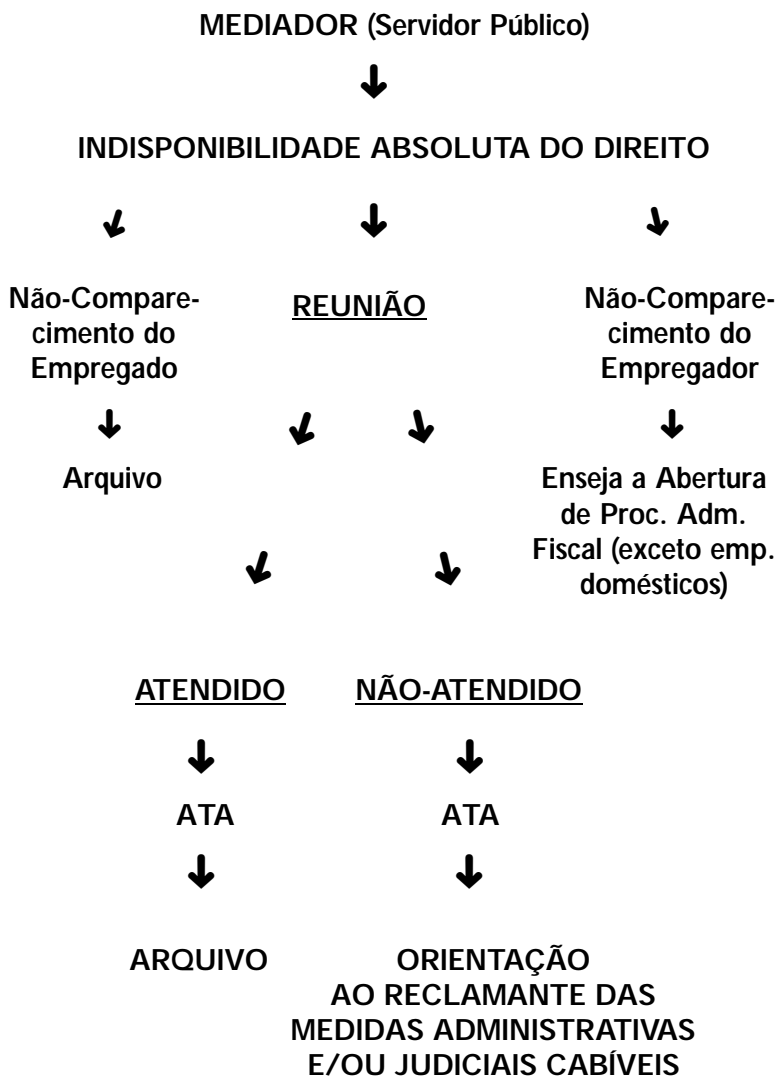 MEDIADOR (Servidor Público)
INDISPONIBILIDADE ABSOLUTA DO DIREITO
Não-Compare-
cimento do
Empregado
REUNIÃO
Não-Compare-
cimento do
Empregador
Arquivo
Enseja a Abertura
de Proc. Adm.
Fiscal (exceto emp.
domésticos)
ATENDIDO
NÃO-ATENDIDO
ATA
ATA
ARQUIVO
ORIENTAÇÃO
AO RECLAMANTE DAS
MEDIDAS ADMINISTRATIVAS
E/OU JUDICIAIS CABÍVEIS